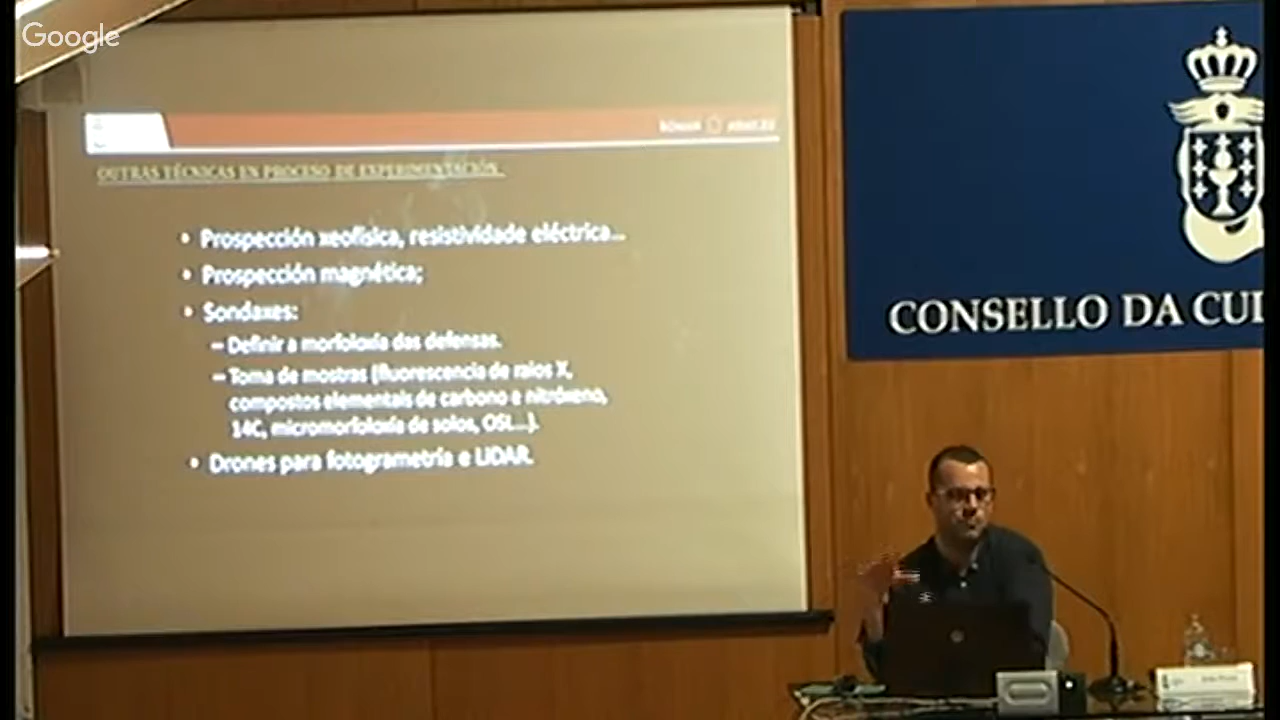 Google
OUTRAS TÉCNICAS EN PROCESO DE EXPERIMENTACIÓN
• Prospección xeofísica, resistividade eléctrica...
• Prospección magnética;
• Sondaxes:
– Definir a morfoloxía das defensas.
– Toma de mostras (fluorescencia de raios X,
compostos elementais de carbono e nitróxeno,
14C, micromorfoloxía de solos, OSL...).
• Drones para fotogrametría e LIDAR.
CONSELLO DA CUL